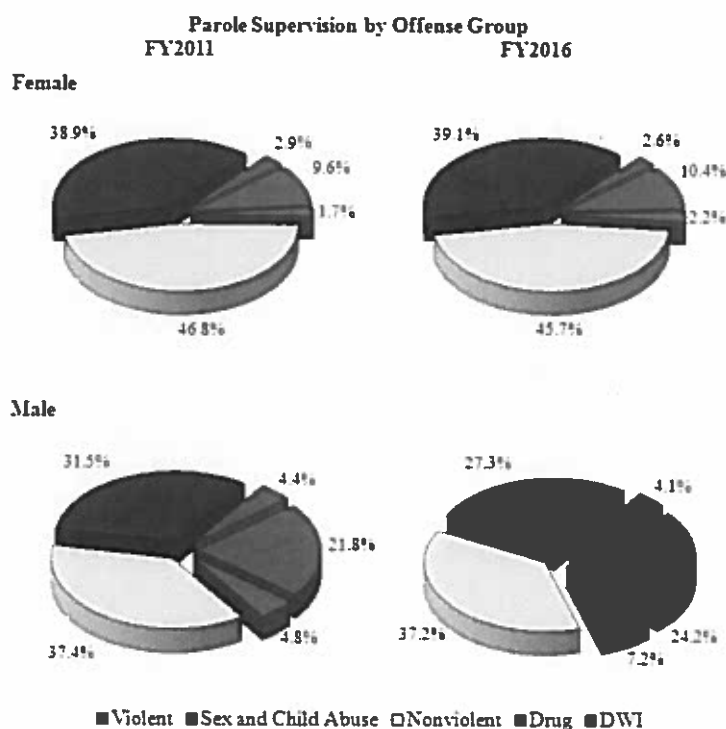 Parole Supervision by Offense Group
FY2011 FY2016
Female
38.9% 2.9% 39.1% 2.6%
9.6% 10.4%
1.7% 2.2%
46.8% 45.7%
Male
31.5% 4.4% 27.3% 4.1%
21.8%
37.4% 4.8% 37.2% 7.2% 24.2%
Violent Sex and Child Abuse Nonviolent Drug DWI